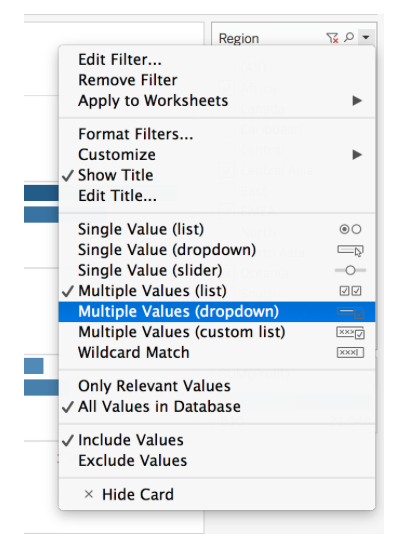 Region
Edit Filter...
Remove Filter
Apply to Worksheets
Format Filters...
Customize
Show Title
Edit Title...
Single Value (list)
Single Value (dropdown)
Single Value (slider)
Multiple Values (list)
Multiple Values (dropdown)
Multiple Values (custom list)
Wildcard Match
Only Relevant Values
All Values in Database
Include Values
Exclude Values
Hide Card